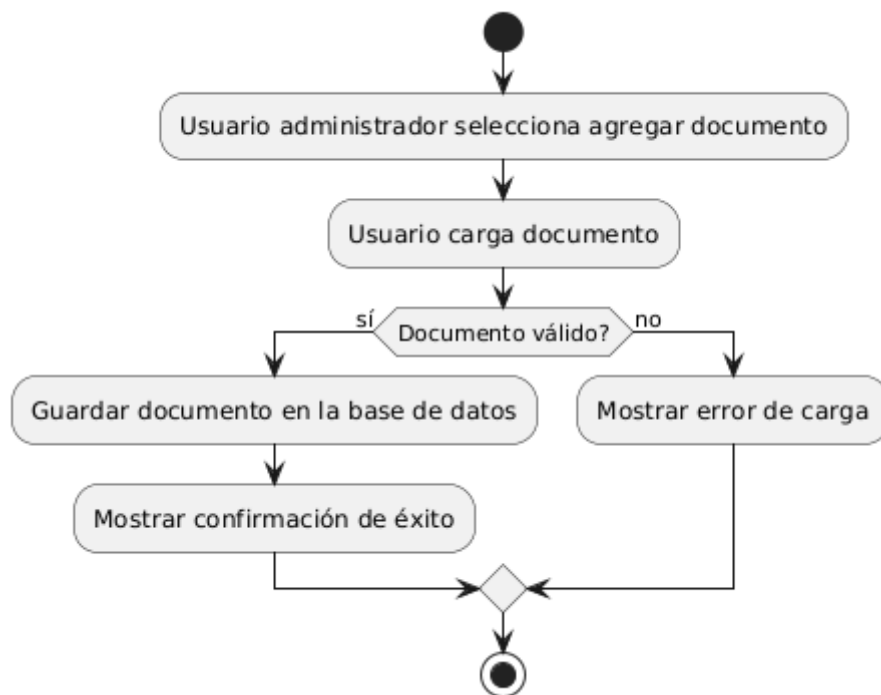 Usuario administrador selecciona agregar documento
Usuario carga documento
sí
Documento válido?
no
Guardar documento en la base de datos
Mostrar error de carga
Mostrar confirmación de éxito